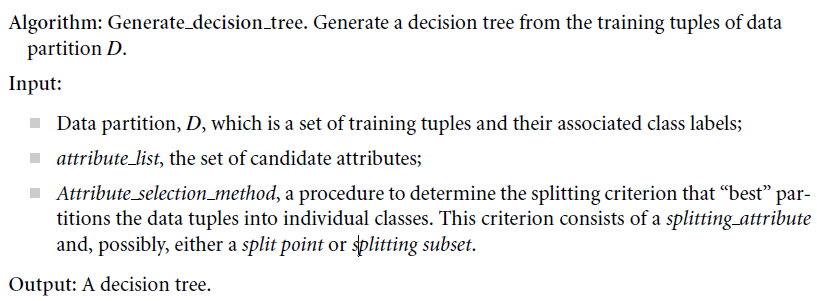 Algorithm: Generate_decision_tree. Generate a decision tree from the training tuples of data
partition D.
Input:
Data partition, D, which is a set of training tuples and their associated class labels;
attribute_list, the set of candidate attributes;
Attribute_selection_method, a procedure to determine the splitting criterion that “best” par-
titions the data tuples into individual classes. This criterion consists of a splitting_attribute
and, possibly, either a split point or splitting subset.
Output: A decision tree.